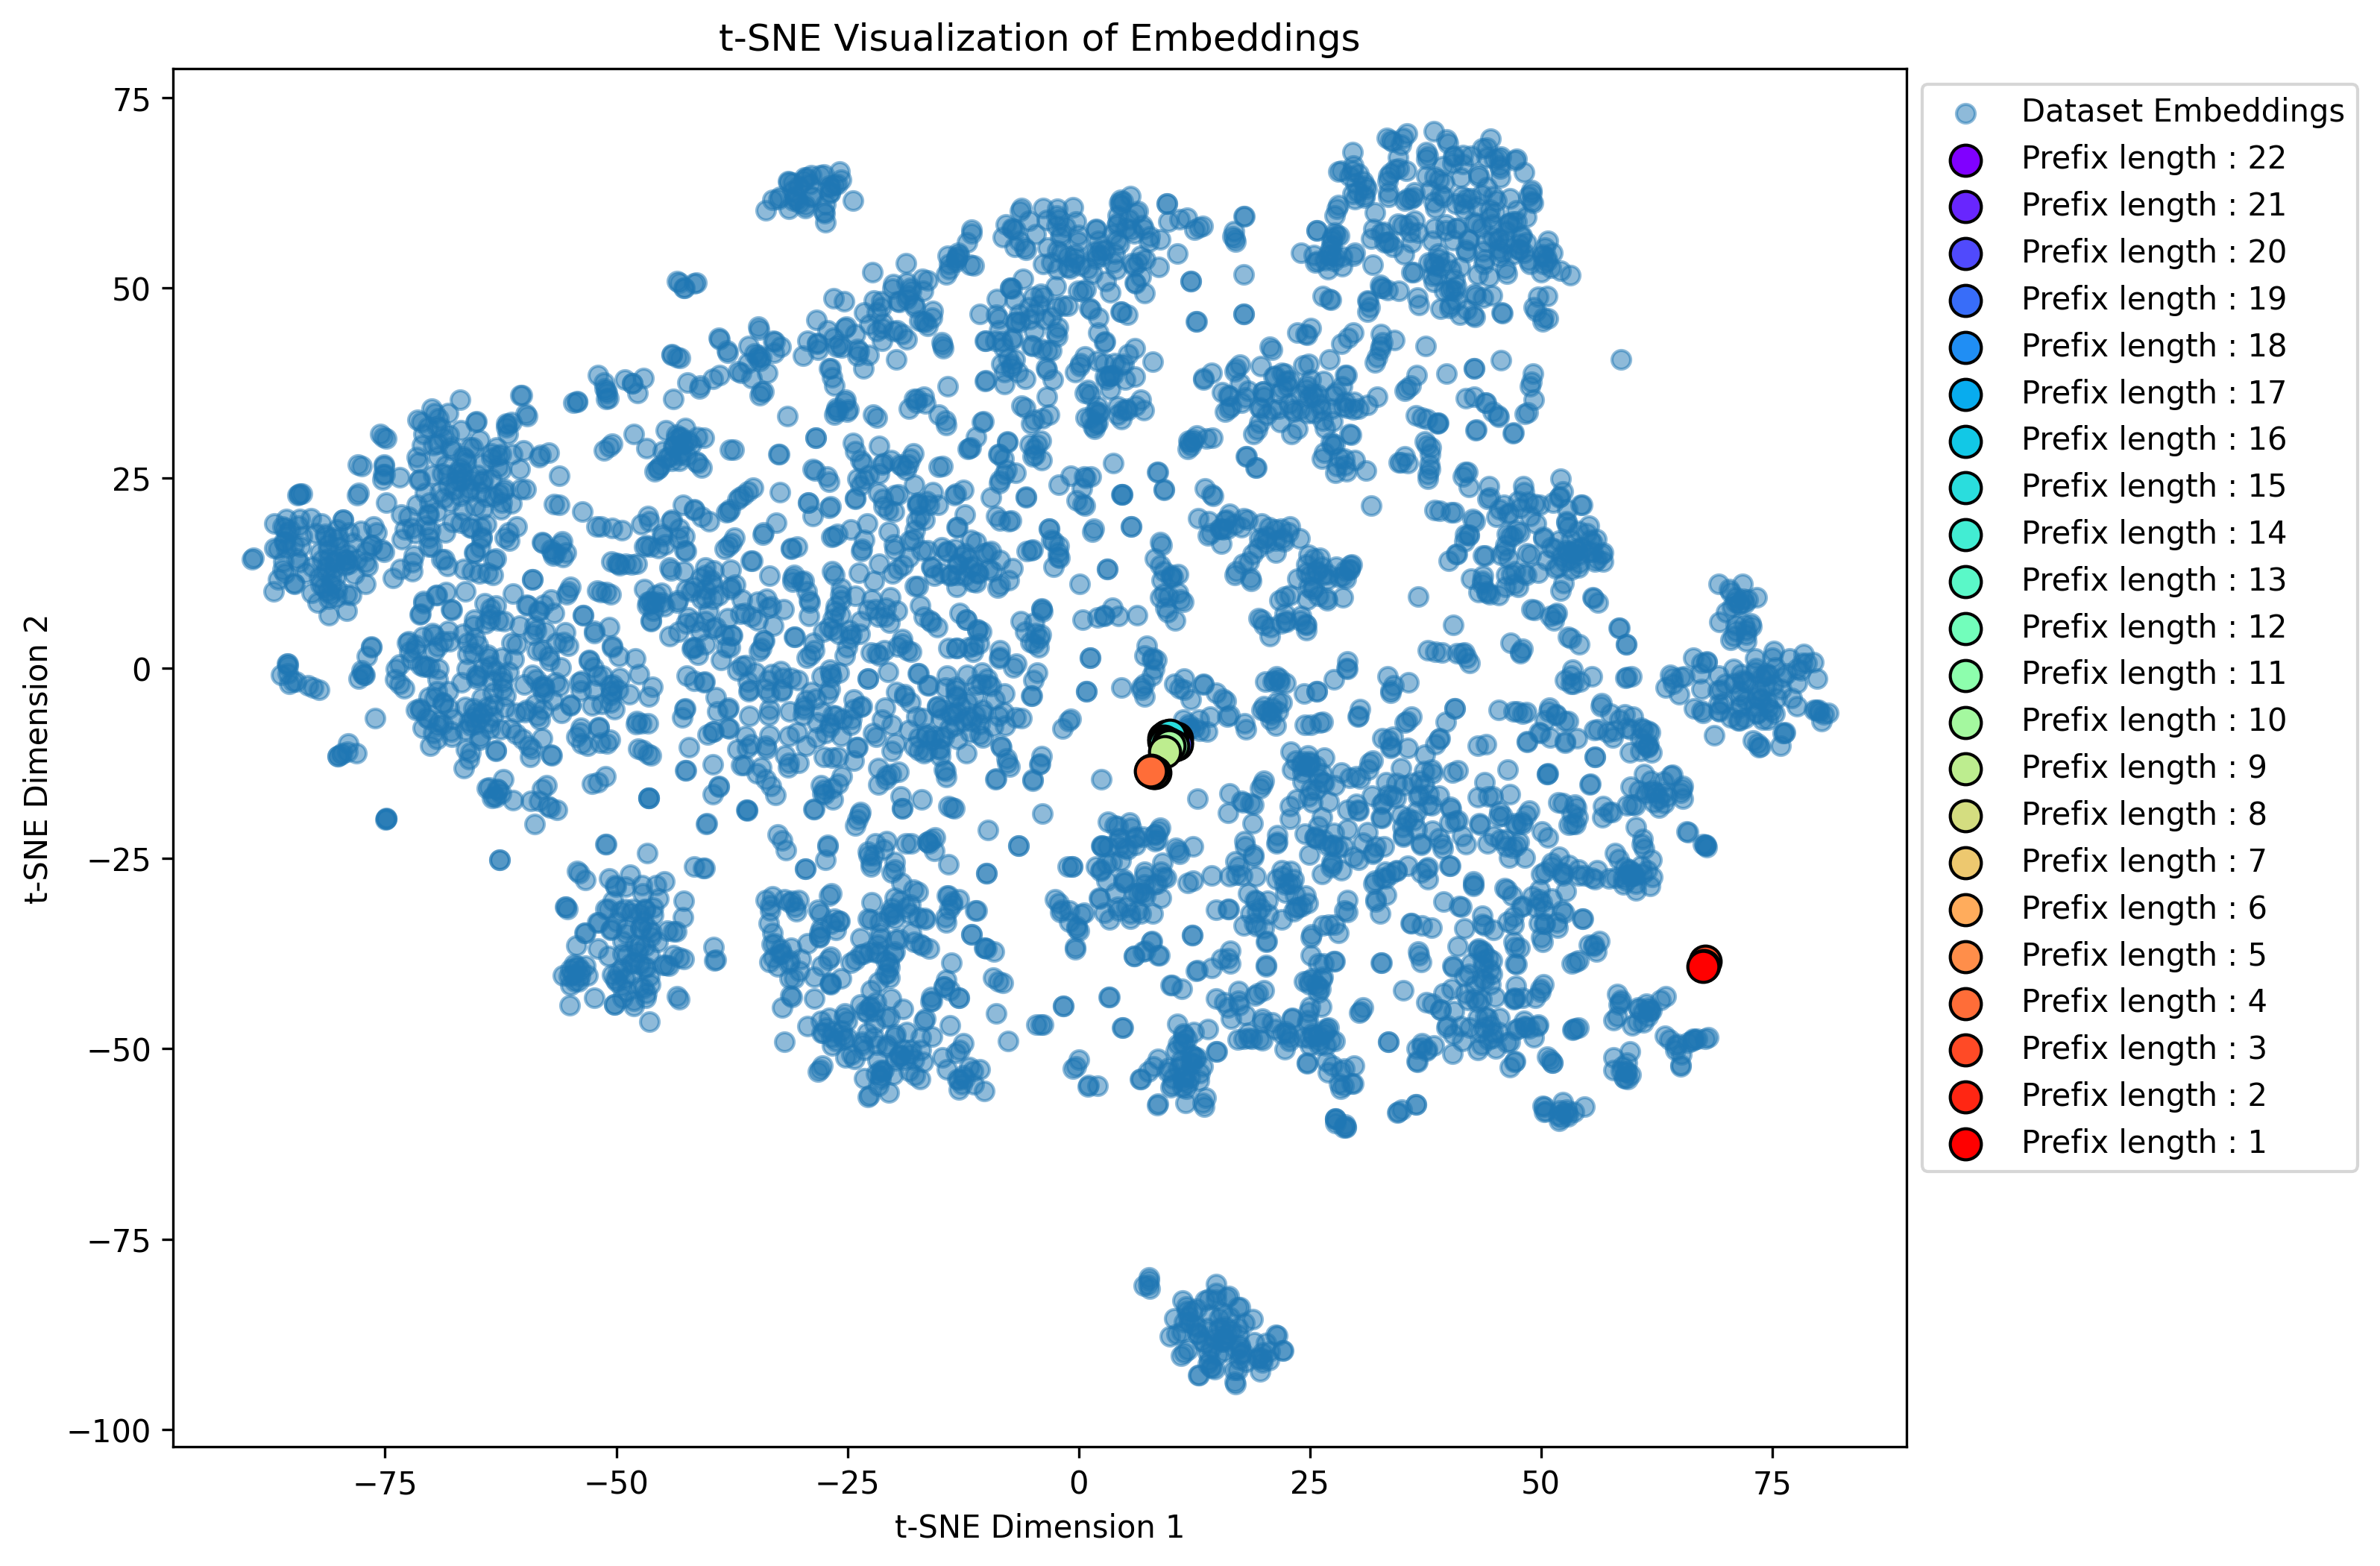 t-SNE Visualization of Embeddings
75
50
25
0
−25
−50
−75
−100
t-SNE Dimension 2
−75
−50
−25
0
25
50
75
t-SNE Dimension 1
Dataset Embeddings
Prefix length : 22
Prefix length : 21
Prefix length : 20
Prefix length : 19
Prefix length : 18
Prefix length : 17
Prefix length : 16
Prefix length : 15
Prefix length : 14
Prefix length : 13
Prefix length : 12
Prefix length : 11
Prefix length : 10
Prefix length : 9
Prefix length : 8
Prefix length : 7
Prefix length : 6
Prefix length : 5
Prefix length : 4
Prefix length : 3
Prefix length : 2
Prefix length : 1